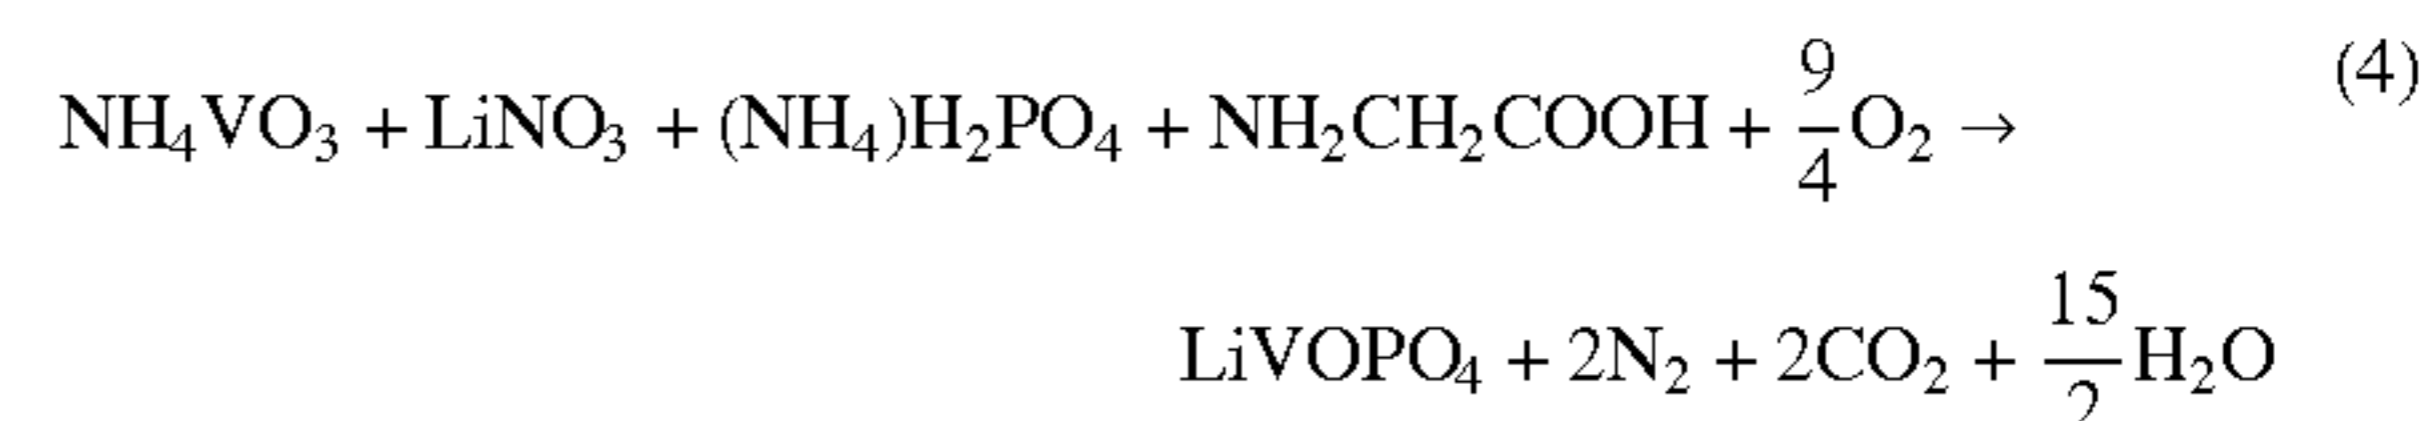 NH₄VO₃ + LiNO₃ + (NH₄)H₂PO₄ + NH₂CH₂COOH + 9/4 O₂ → (4)
LiVOPO₄ + 2N₂ + 2CO₂ + 15/2 H₂O